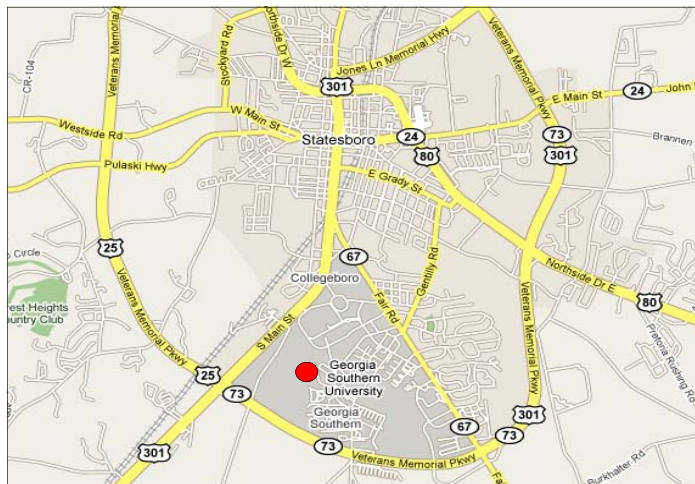 CR-104
Veterans Memorial Pkwy
Stockyard Rd
Northside Dr W
301
Jones Ln Memorial Hwy
Veterans Memorial Pkwy
24
E Main St
John
W Main St
Westside Rd
Statesboro
24
73
301
Brannen
80
Pulaski Hwy
E Grady St
25
67
Gentilly Rd
Northside Dr E
80
Circle
Collegeboro
Fair Rd
Veterans Memorial Pkwy
rest Heights
ountry Club
S Main St
Veterans Memorial Pkwy
Pretoria Rushing Rd
25
73
Georgia
Southern
University
Georgia
Southern
301
67
73
301
73
Veterans Memorial Pkwy
Burkhalter Rd